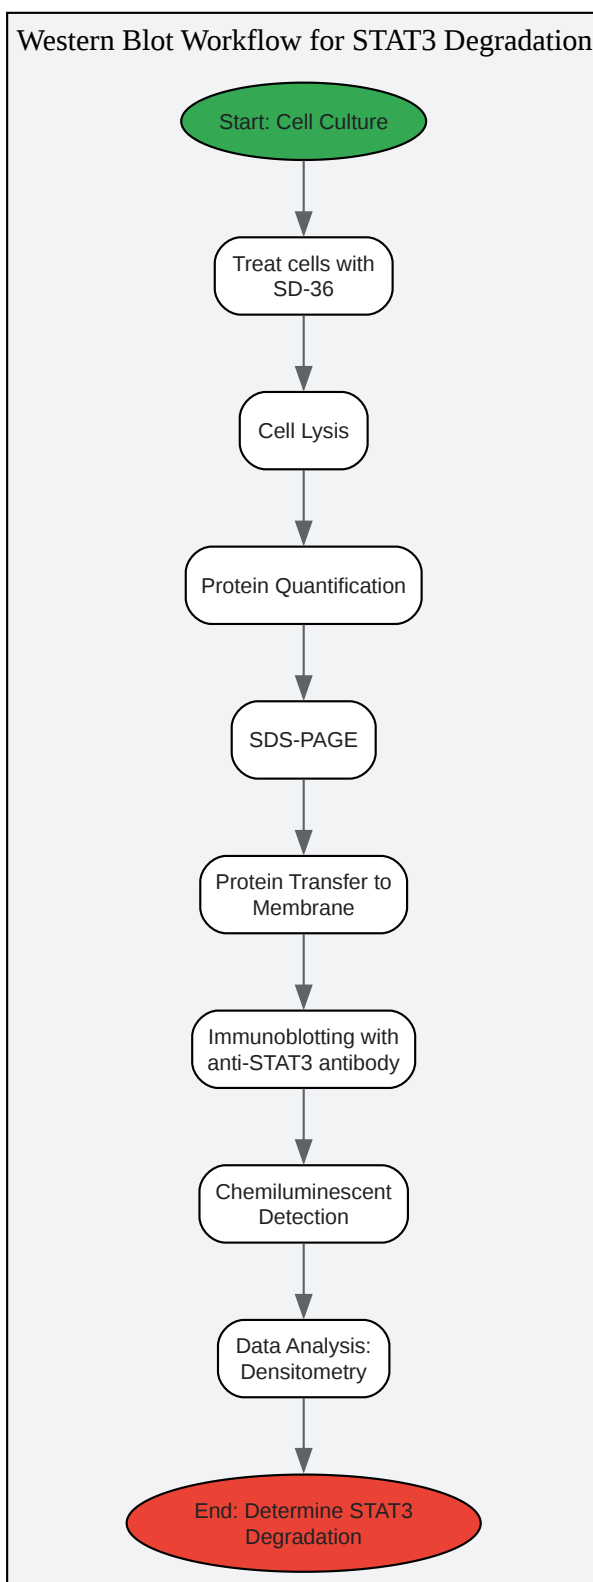 Western Blot Workflow for STAT3 Degradation
Start: Cell Culture
Treat cells with
SD-36
Cell Lysis
Protein Quantification
SDS-PAGE
Protein Transfer to
Membrane
Immunoblotting with
anti-STAT3 antibody
Chemiluminescent
Detection
Data Analysis:
Densitometry
End: Determine STAT3
Degradation